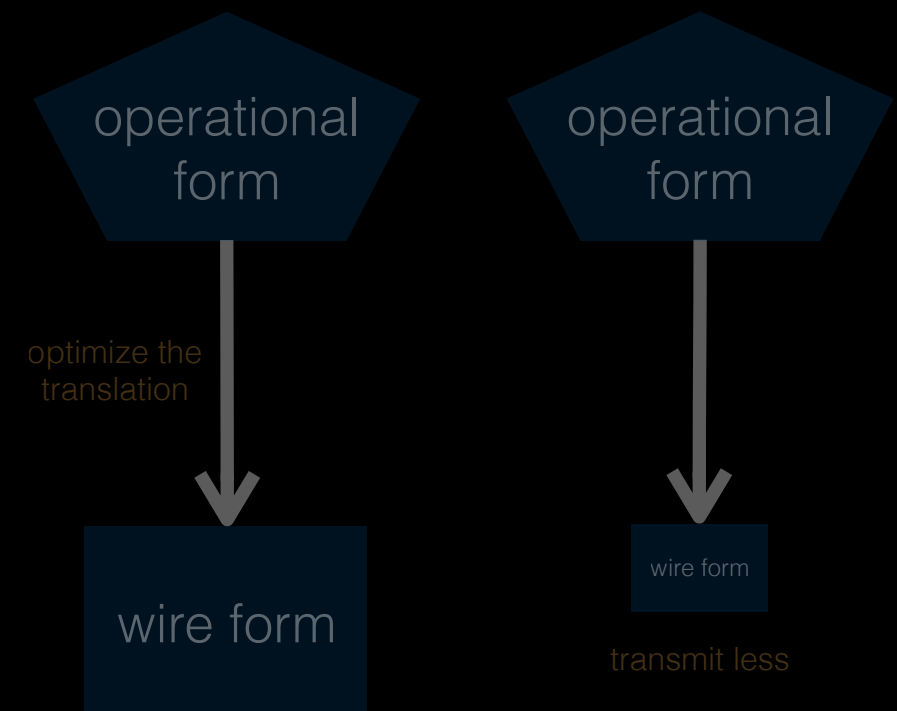 operational
form
optimize the
translation
wire form
operational
form
wire form
transmit less